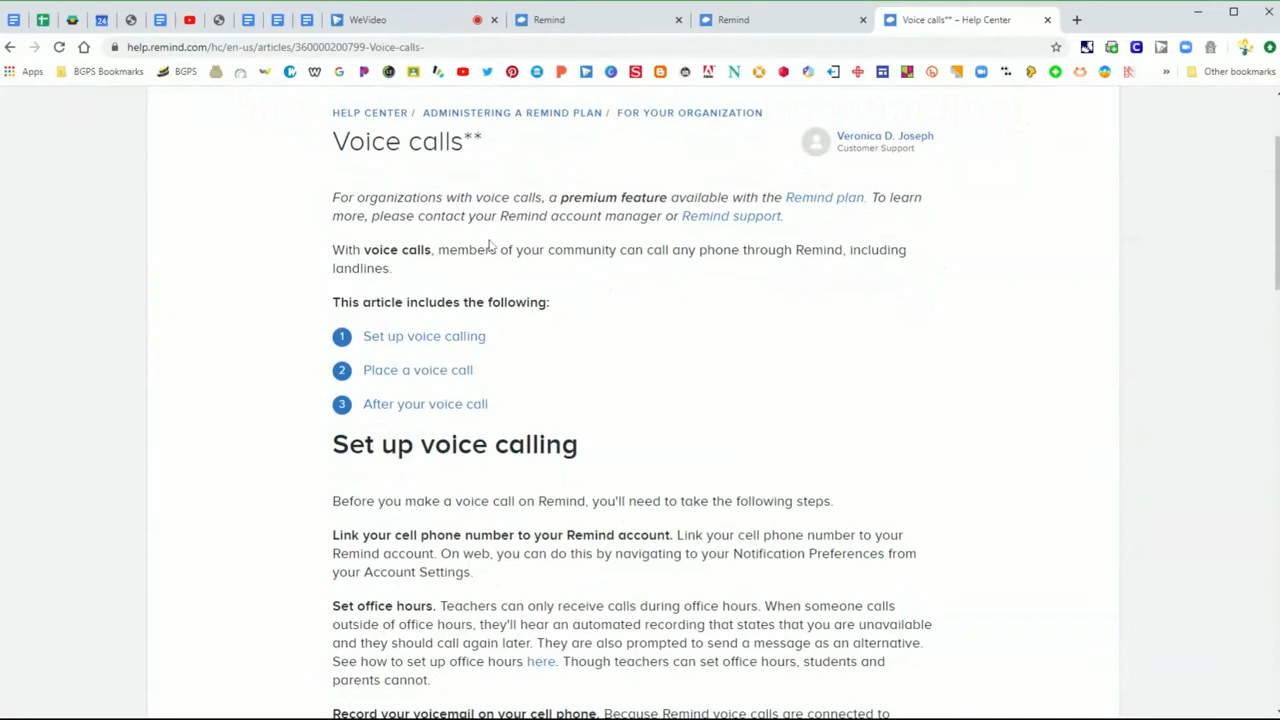 WeVideo
Remind
Remind
Voice calls** – Help Center
help.remind.com/hc/en-us/articles/360000200799-Voice-calls-
Apps
BGPS Bookmarks
BGPS
Other bookmarks
HELP CENTER / ADMINISTERING A REMIND PLAN / FOR YOUR ORGANIZATION
Voice calls**
Veronica D. Joseph
Customer Support
For organizations with voice calls, a premium feature available with the Remind plan. To learn
more, please contact your Remind account manager or Remind support.
With voice calls, members of your community can call any phone through Remind, including
landlines.
This article includes the following:
1 Set up voice calling
2 Place a voice call
3 After your voice call
Set up voice calling
Before you make a voice call on Remind, you'll need to take the following steps.
Link your cell phone number to your Remind account. Link your cell phone number to your
Remind account. On web, you can do this by navigating to your Notification Preferences from
your Account Settings.
Set office hours. Teachers can only receive calls during office hours. When someone calls
outside of office hours, they'll hear an automated recording that states that you are unavailable
and they should call again later. They are also prompted to send a message as an alternative.
See how to set up office hours here. Though teachers can set office hours, students and
parents cannot.
Record your voicemail on your cell phone. Because Remind voice calls are connected to